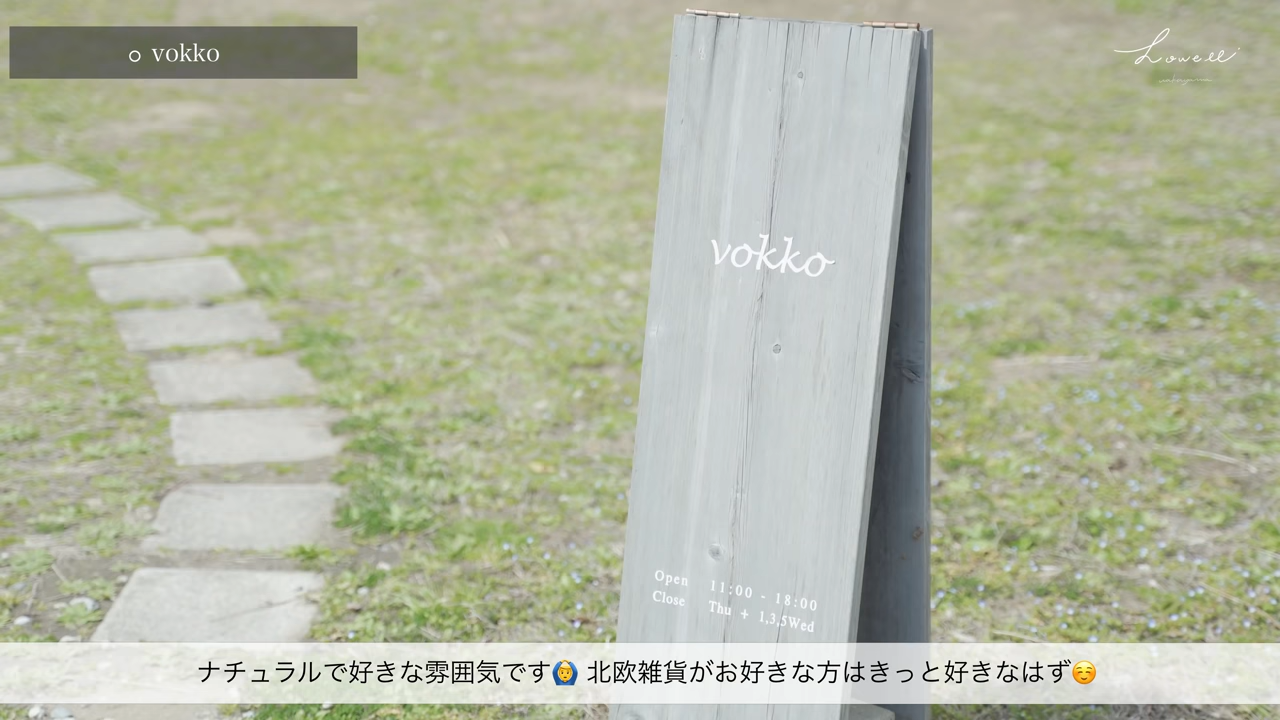 ○ vokko
Lowell
vokko
Open 11:00 - 18:00
Close Thu + 1,3,5Wed
ナチュラルで好きな雰囲気です🙆‍♂️ 北欧雑貨がお好きな方はきっと好きなはず☺️